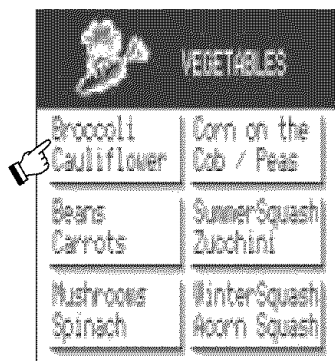 VEGETABLES
Broccoli
Cauliflower
Corn on the
Cob / Peas
Beans
Carrots
SummerSquash
Zucchini
Mushrooms
Spinach
WinterSquash
Acorn Squash